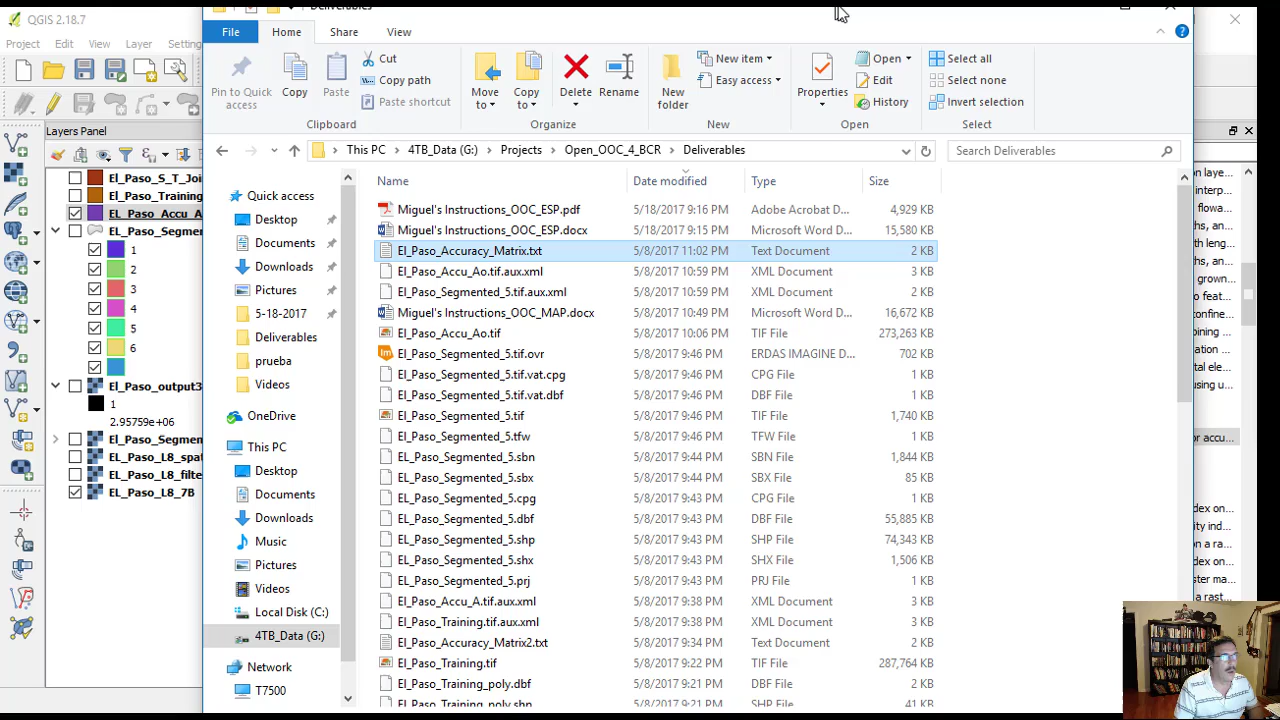 QGIS 2.18.7
Deliverables
Project Edit View Layer Setting
File Home Share View
Pin to Quick access
Copy
Paste
Cut
Copy path
Paste shortcut
Move to
Copy to
Delete
Rename
New folder
New item
Easy access
Properties
Open
Edit
History
Select all
Select none
Invert selection
Clipboard Organize New Open Select
This PC 4TB_Data (G:) Projects Open_OOC_4_BCR Deliverables
Search Deliverables
Layers Panel
El_Paso_S_T_Joi
El_Paso_Training
EL_Paso_Accu_A
EL_Paso_Segmen
1
2
3
4
5
6
El_Paso_output3
1
2.95759e+06
El_Paso_Segmen
El_Paso_L8_spat
El_Paso_L8_filte
EL_Paso_L8_7B
Quick access
Desktop
Documents
Downloads
Pictures
5-18-2017
Deliverables
prueba
Videos
OneDrive
This PC
Desktop
Documents
Downloads
Music
Pictures
Videos
Local Disk (C:)
4TB_Data (G:)
Network
T7500
Name Date modified Type Size
Miguel's Instructions_OOC_ESP.pdf 5/18/2017 9:16 PM Adobe Acrobat D... 4,929 KB
Miguel's Instructions_OOC_ESP.docx 5/18/2017 9:15 PM Microsoft Word D... 15,580 KB
El_Paso_Accuracy_Matrix.txt 5/8/2017 11:02 PM Text Document 2 KB
El_Paso_Accu_Ao.tif.aux.xml 5/8/2017 10:59 PM XML Document 3 KB
El_Paso_Segmented_5.tif.aux.xml 5/8/2017 10:59 PM XML Document 2 KB
Miguel's Instructions_OOC_MAP.docx 5/8/2017 10:49 PM Microsoft Word D... 16,672 KB
El_Paso_Accu_Ao.tif 5/8/2017 10:06 PM TIF File 273,263 KB
El_Paso_Segmented_5.tif.ovr 5/8/2017 9:46 PM ERDAS IMAGINE D... 702 KB
El_Paso_Segmented_5.tif.vat.cpg 5/8/2017 9:46 PM CPG File 1 KB
El_Paso_Segmented_5.tif.vat.dbf 5/8/2017 9:46 PM DBF File 1 KB
El_Paso_Segmented_5.tif 5/8/2017 9:46 PM TIF File 1,740 KB
El_Paso_Segmented_5.tfw 5/8/2017 9:46 PM TFW File 1 KB
EL_Paso_Segmented_5.sbn 5/8/2017 9:44 PM SBN File 1,844 KB
EL_Paso_Segmented_5.sbx 5/8/2017 9:44 PM SBX File 85 KB
EL_Paso_Segmented_5.cpg 5/8/2017 9:43 PM CPG File 1 KB
EL_Paso_Segmented_5.dbf 5/8/2017 9:43 PM DBF File 55,885 KB
EL_Paso_Segmented_5.shp 5/8/2017 9:43 PM SHP File 74,343 KB
EL_Paso_Segmented_5.shx 5/8/2017 9:43 PM SHX File 1,506 KB
EL_Paso_Segmented_5.prj 5/8/2017 9:43 PM PRJ File 1 KB
El_Paso_Accu_A.tif.aux.xml 5/8/2017 9:38 PM XML Document 3 KB
El_Paso_Training.tif.aux.xml 5/8/2017 9:38 PM XML Document 3 KB
El_Paso_Accuracy_Matrix2.txt 5/8/2017 9:34 PM Text Document 2 KB
El_Paso_Training.tif 5/8/2017 9:22 PM TIF File 287,764 KB
El_Paso_Training_poly.dbf 5/8/2017 9:21 PM DBF File 2 KB
El_Paso_Training_poly.shp 5/8/2017 9:21 PM SHP File 41 KB